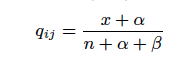 q_{ij} = \frac{x + \alpha}{n + \alpha + \beta}